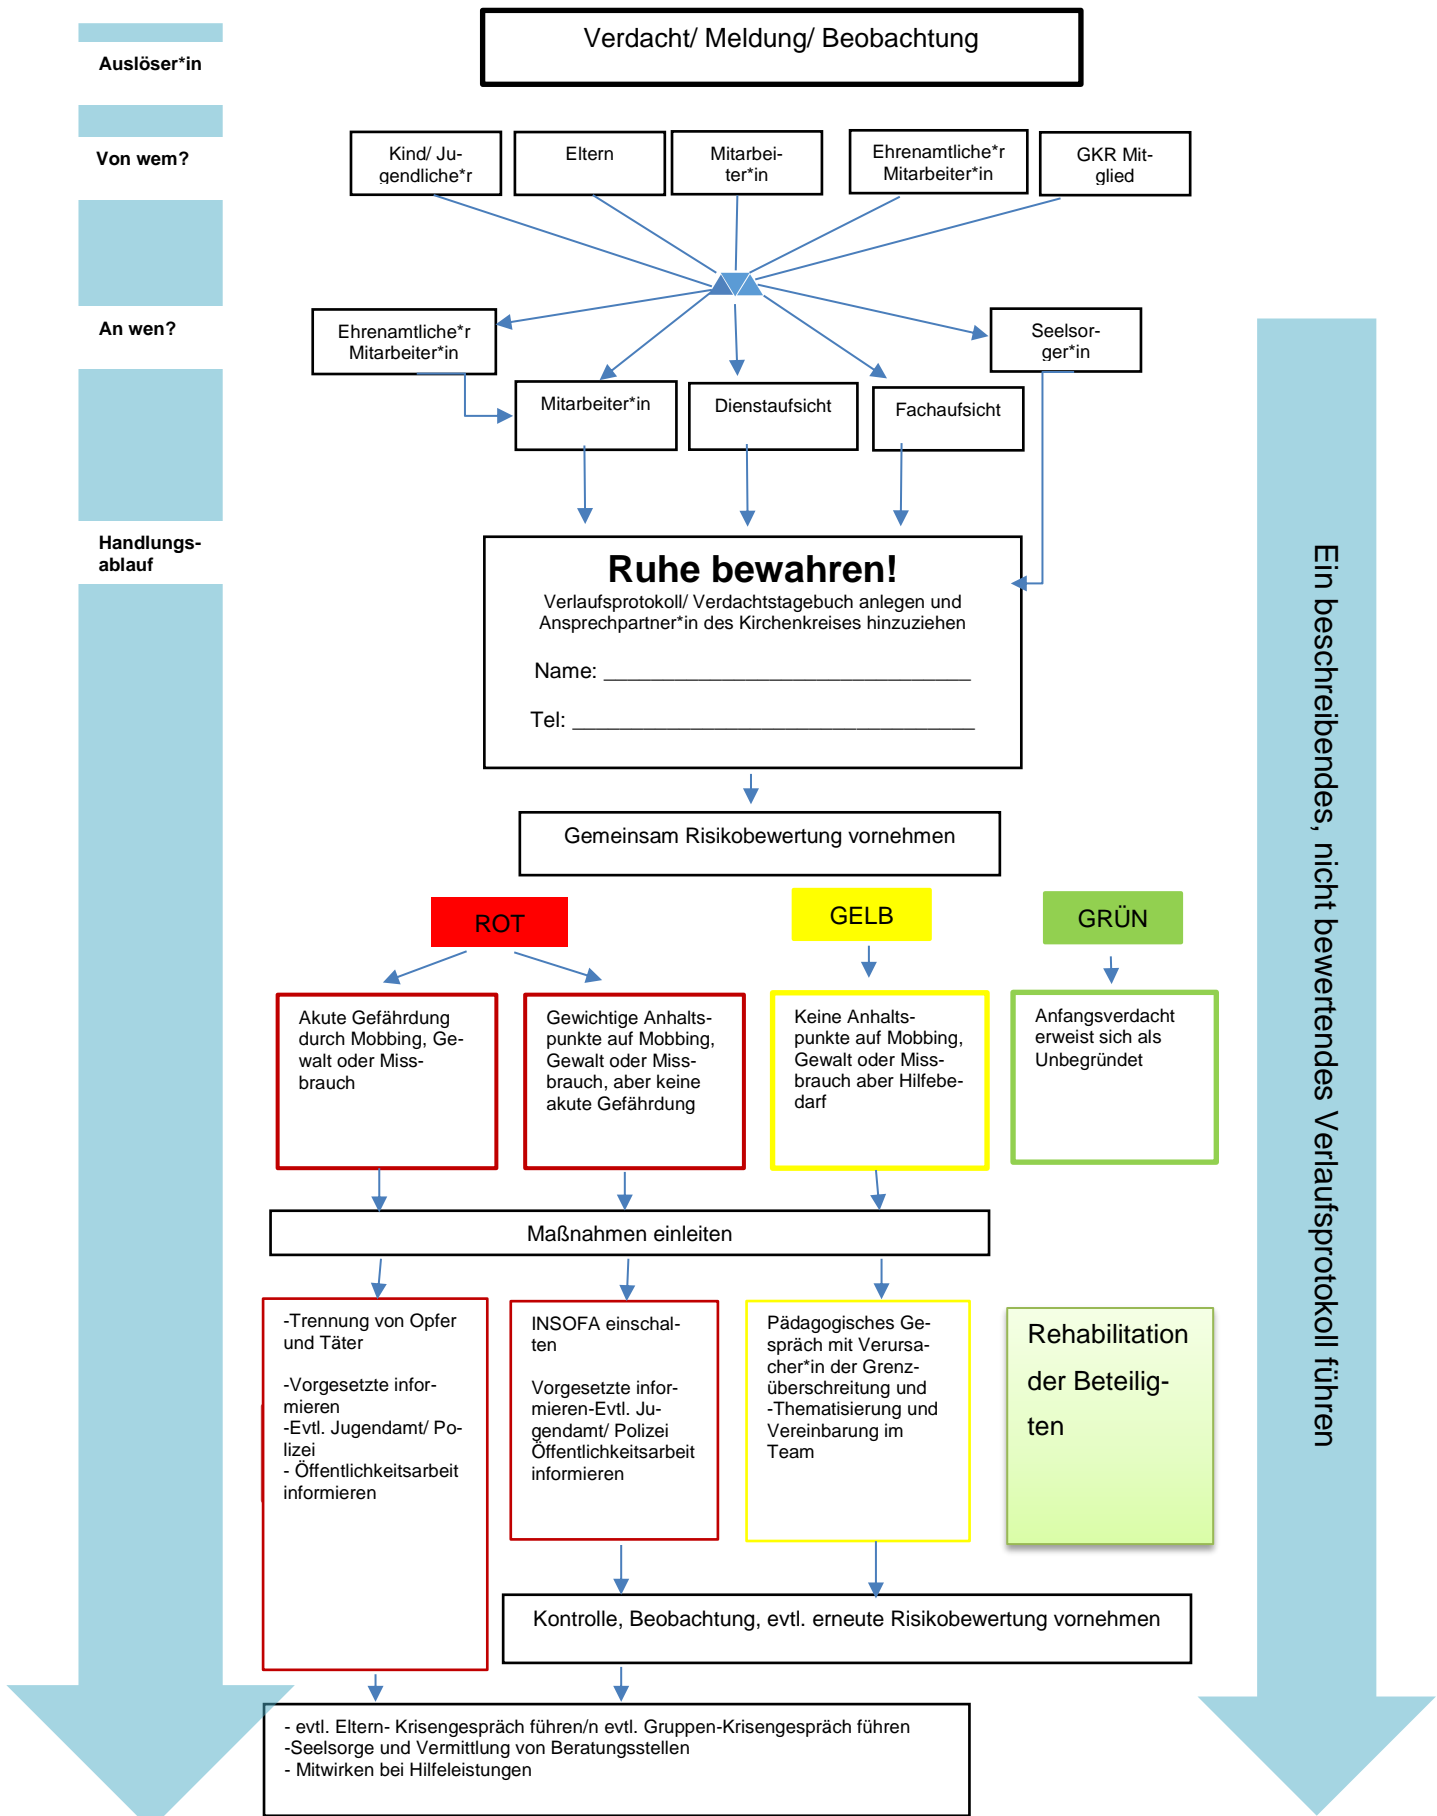 Verdacht/ Meldung/ Beobachtung
Auslöser*in
Von wem?
Kind/ Ju-
gendliche*r
Eltern
Mitarbei-
ter*in
Ehrenamtliche*r
Mitarbeiter*in
GKR Mit-
glied
An wen?
Ehrenamtliche*r
Mitarbeiter*in
Seelsor-
ger*in
Mitarbeiter*in
Dienstaufsicht
Fachaufsicht
Handlungs-
ablauf
Ruhe bewahren!
Verlaufsprotokoll/ Verdachtstagebuch anlegen und
Ansprechpartner*in des Kirchenkreises hinzuziehen
Name: _______________________________
Tel: __________________________________
Gemeinsam Risikobewertung vornehmen
ROT
GELB
GRÜN
Akute Gefährdung
durch Mobbing, Ge-
walt oder Miss-
brauch
Gewichtige Anhalts-
punkte auf Mobbing,
Gewalt oder Miss-
brauch, aber keine
akute Gefährdung
Keine Anhalts-
punkte auf Mobbing,
Gewalt oder Miss-
brauch aber Hilfebe-
darf
Anfangsverdacht
erweist sich als
Unbegründet
Maßnahmen einleiten
-Trennung von Opfer
und Täter
-Vorgesetzte infor-
mieren
-Evtl. Jugendamt/ Po-
lizei
- Öffentlichkeitsarbeit
informieren
INSOFA einschal-
ten
Vorgesetzte infor-
mieren-Evtl. Ju-
gendamt/ Polizei
Öffentlichkeitsarbeit
informieren
Pädagogisches Ge-
spräch mit Verursa-
cher*in der Grenz-
überschreitung und
-Thematisierung und
Vereinbarung im
Team
Rehabilitation
der Beteilig-
ten
Kontrolle, Beobachtung, evtl. erneute Risikobewertung vornehmen
- evtl. Eltern- Krisengespräch führen/n evtl. Gruppen-Krisengespräch führen
-Seelsorge und Vermittlung von Beratungsstellen
- Mitwirken bei Hilfeleistungen
Ein beschreibendes, nicht bewertendes Verlaufsprotokoll führen